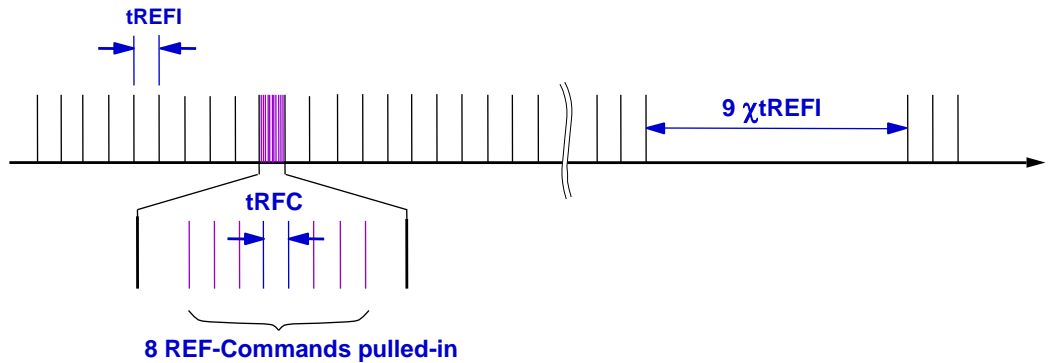 tREFI
9 χtREFI
tRFC
8 REF-Commands pulled-in